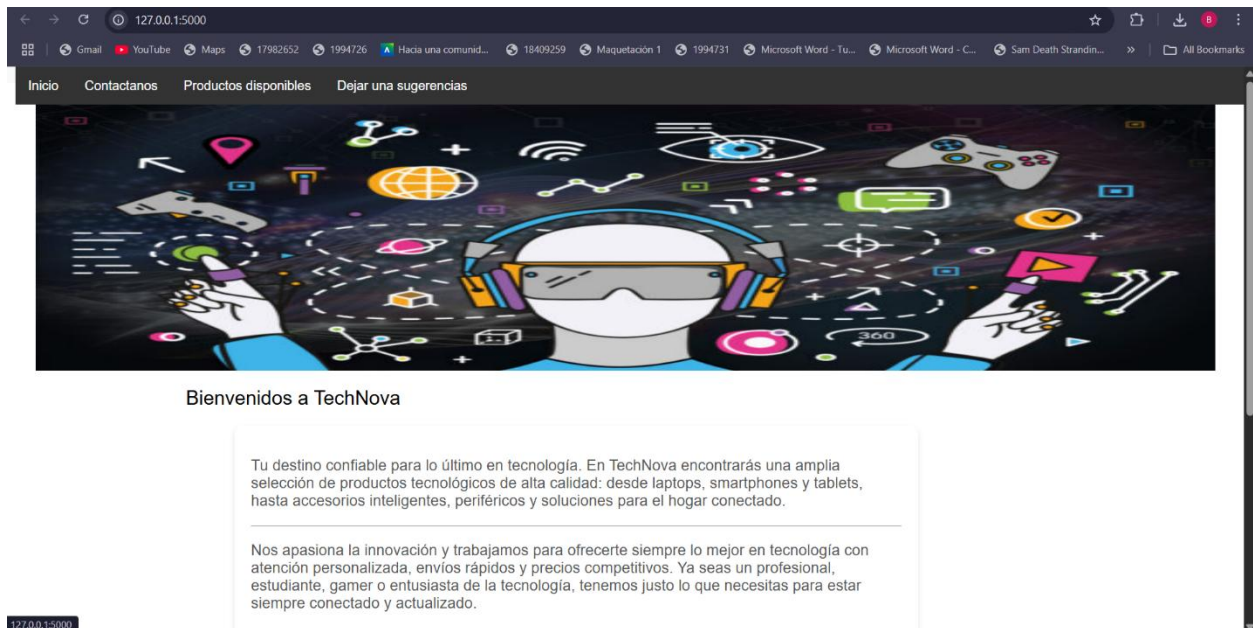 127.0.0.1:5000
B
Gmail YouTube Maps 17982652 1994726 Hacia una comunid... 18409259 Maquetación 1 1994731 Microsoft Word - Tu... Microsoft Word - C... Sam Death Strandin... » All Bookmarks
Inicio Contactanos Productos disponibles Dejar una sugerencias
360
Bienvenidos a TechNova
Tu destino confiable para lo último en tecnología. En TechNova encontrarás una amplia
selección de productos tecnológicos de alta calidad: desde laptops, smartphones y tablets,
hasta accesorios inteligentes, periféricos y soluciones para el hogar conectado.
Nos apasiona la innovación y trabajamos para ofrecerte siempre lo mejor en tecnología con
atención personalizada, envíos rápidos y precios competitivos. Ya seas un profesional,
estudiante, gamer o entusiasta de la tecnología, tenemos justo lo que necesitas para estar
siempre conectado y actualizado.
127.0.0.1:5000